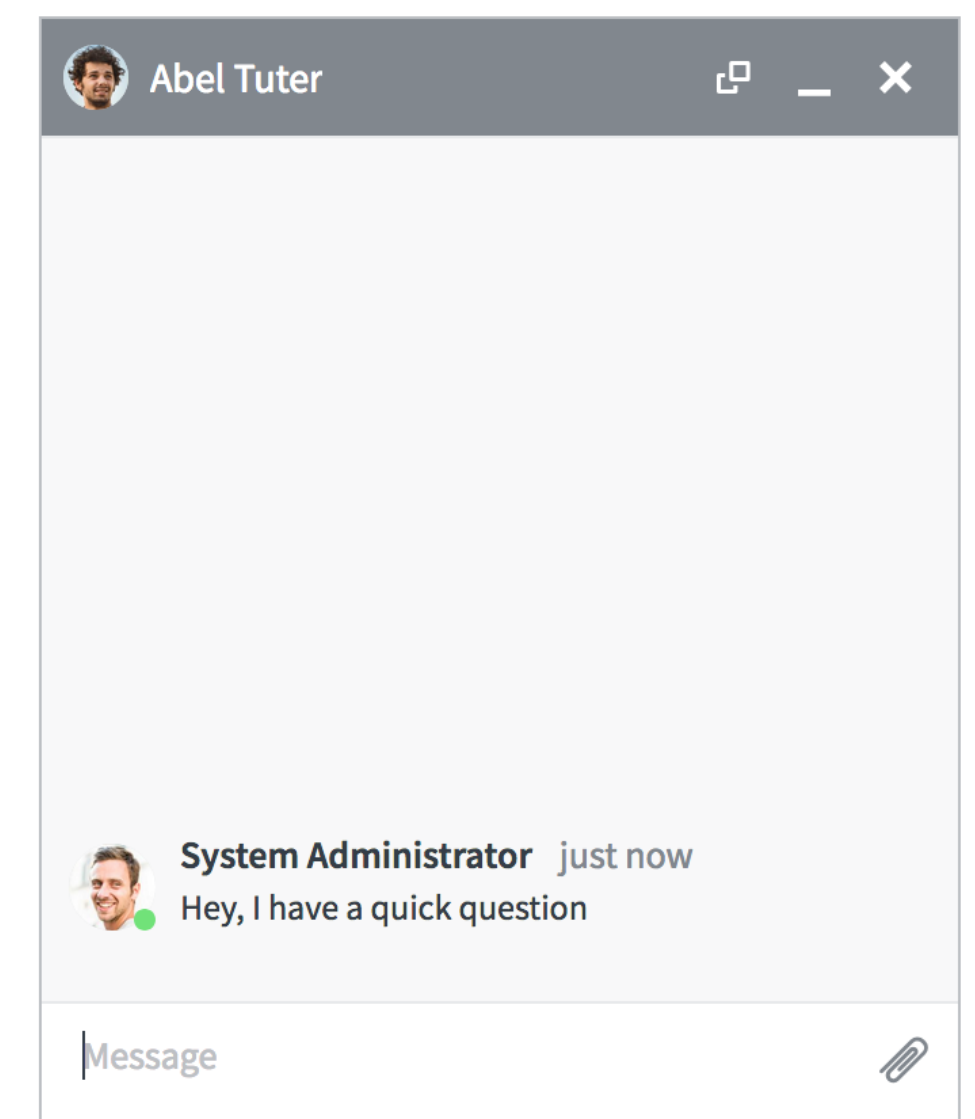 Abel Tuter
System Administrator just now
Hey, I have a quick question
Message